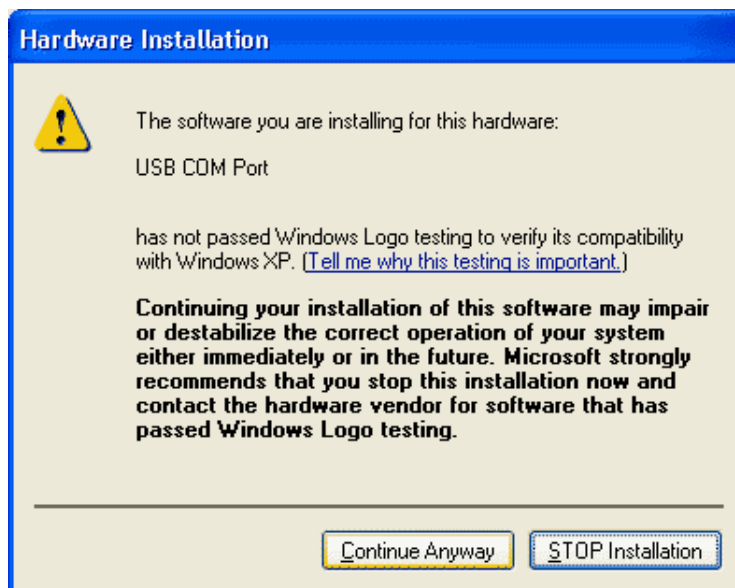 Hardware Installation
The software you are installing for this hardware:
USB COM Port
has not passed Windows Logo testing to verify its compatibility
with Windows XP. (Tell me why this testing is important.)
Continuing your installation of this software may impair
or destabilize the correct operation of your system
either immediately or in the future. Microsoft strongly
recommends that you stop this installation now and
contact the hardware vendor for software that has
passed Windows Logo testing.
Continue Anyway
STOP Installation